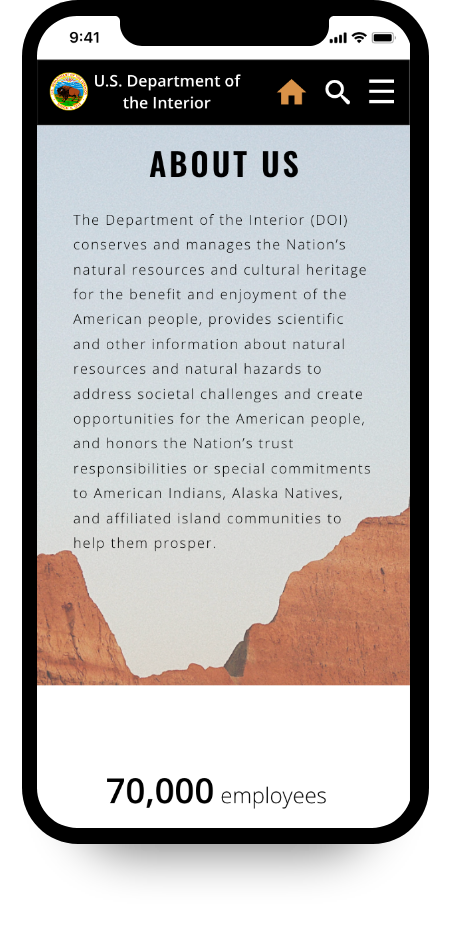 9:41
U.S. Department of
the Interior
ABOUT US
The Department of the Interior (DOI)
conserves and manages the Nation’s
natural resources and cultural heritage
for the benefit and enjoyment of the
American people, provides scientific
and other information about natural
resources and natural hazards to
address societal challenges and create
opportunities for the American people,
and honors the Nation’s trust
responsibilities or special commitments
to American Indians, Alaska Natives,
and affiliated island communities to
help them prosper.
70,000 employees